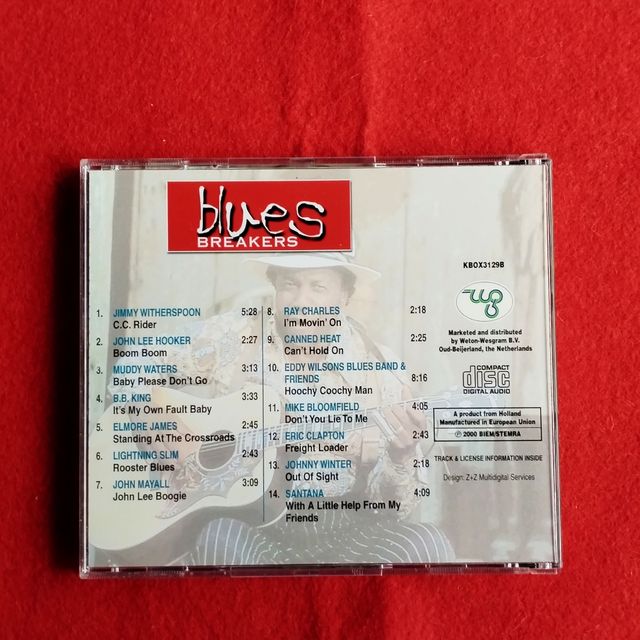 blues
BREAKERS
KBOX3129B
1. JIMMY WITHERSPOON 5:28
C.C. Rider
2. JOHN LEE HOOKER 2:27
Boom Boom
3. MUDDY WATERS 3:13
Baby Please Don't Go
4. B.B. KING 3:33
It's My Own Fault Baby
5. ELMORE JAMES 2:45
Standing At The Crossroads
6. LIGHTNING SLIM 2:43
Rooster Blues
7. JOHN MAYALL 3:09
John Lee Boogie
8. RAY CHARLES 2:18
I'm Movin' On
9. CANNED HEAT 2:25
Can't Hold On
10. EDDY WILSONS BLUES BAND &
FRIENDS 8:16
Hoochy Coochy Man
11. MIKE BLOOMFIELD 4:05
Don't You Lie To Me
12. ERIC CLAPTON 2:43
Freight Loader
13. JOHNNY WINTER 2:18
Out Of Sight
14. SANTANA 4:09
With A Little Help From My
Friends
wg
Marketed and distributed
by Weton-Wesgram B.V.
Oud-Beijerland, the Netherlands
COMPACT
disc
DIGITAL AUDIO
A product from Holland
Manufactured in European Union
℗ 2000 BIEM/STEMRA
TRACK & LICENSE INFORMATION INSIDE
Design: Z+Z Multidigital Services